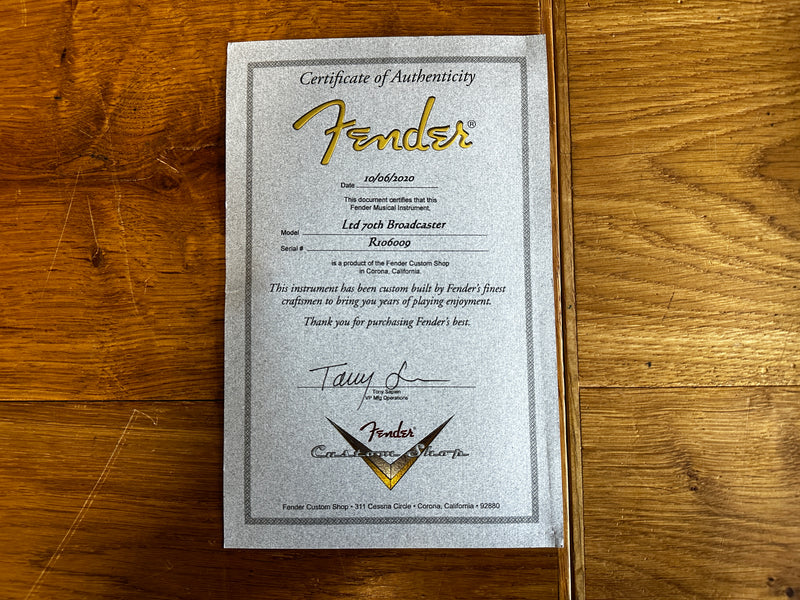 Certificate of Authenticity
Fender®
Date 10/06/2020
This document certifies that this
Fender Musical Instrument,
Model Ltd 70th Broadcaster
Serial # R106009
is a product of the Fender Custom Shop
in Corona, California.
This instrument has been custom built by Fender's finest
craftsmen to bring you years of playing enjoyment.
Thank you for purchasing Fender's best.
Tony
VP Mfg Operations
Fender
Custom Shop
Fender Custom Shop • 311 Cessna Circle • Corona, California • 92880